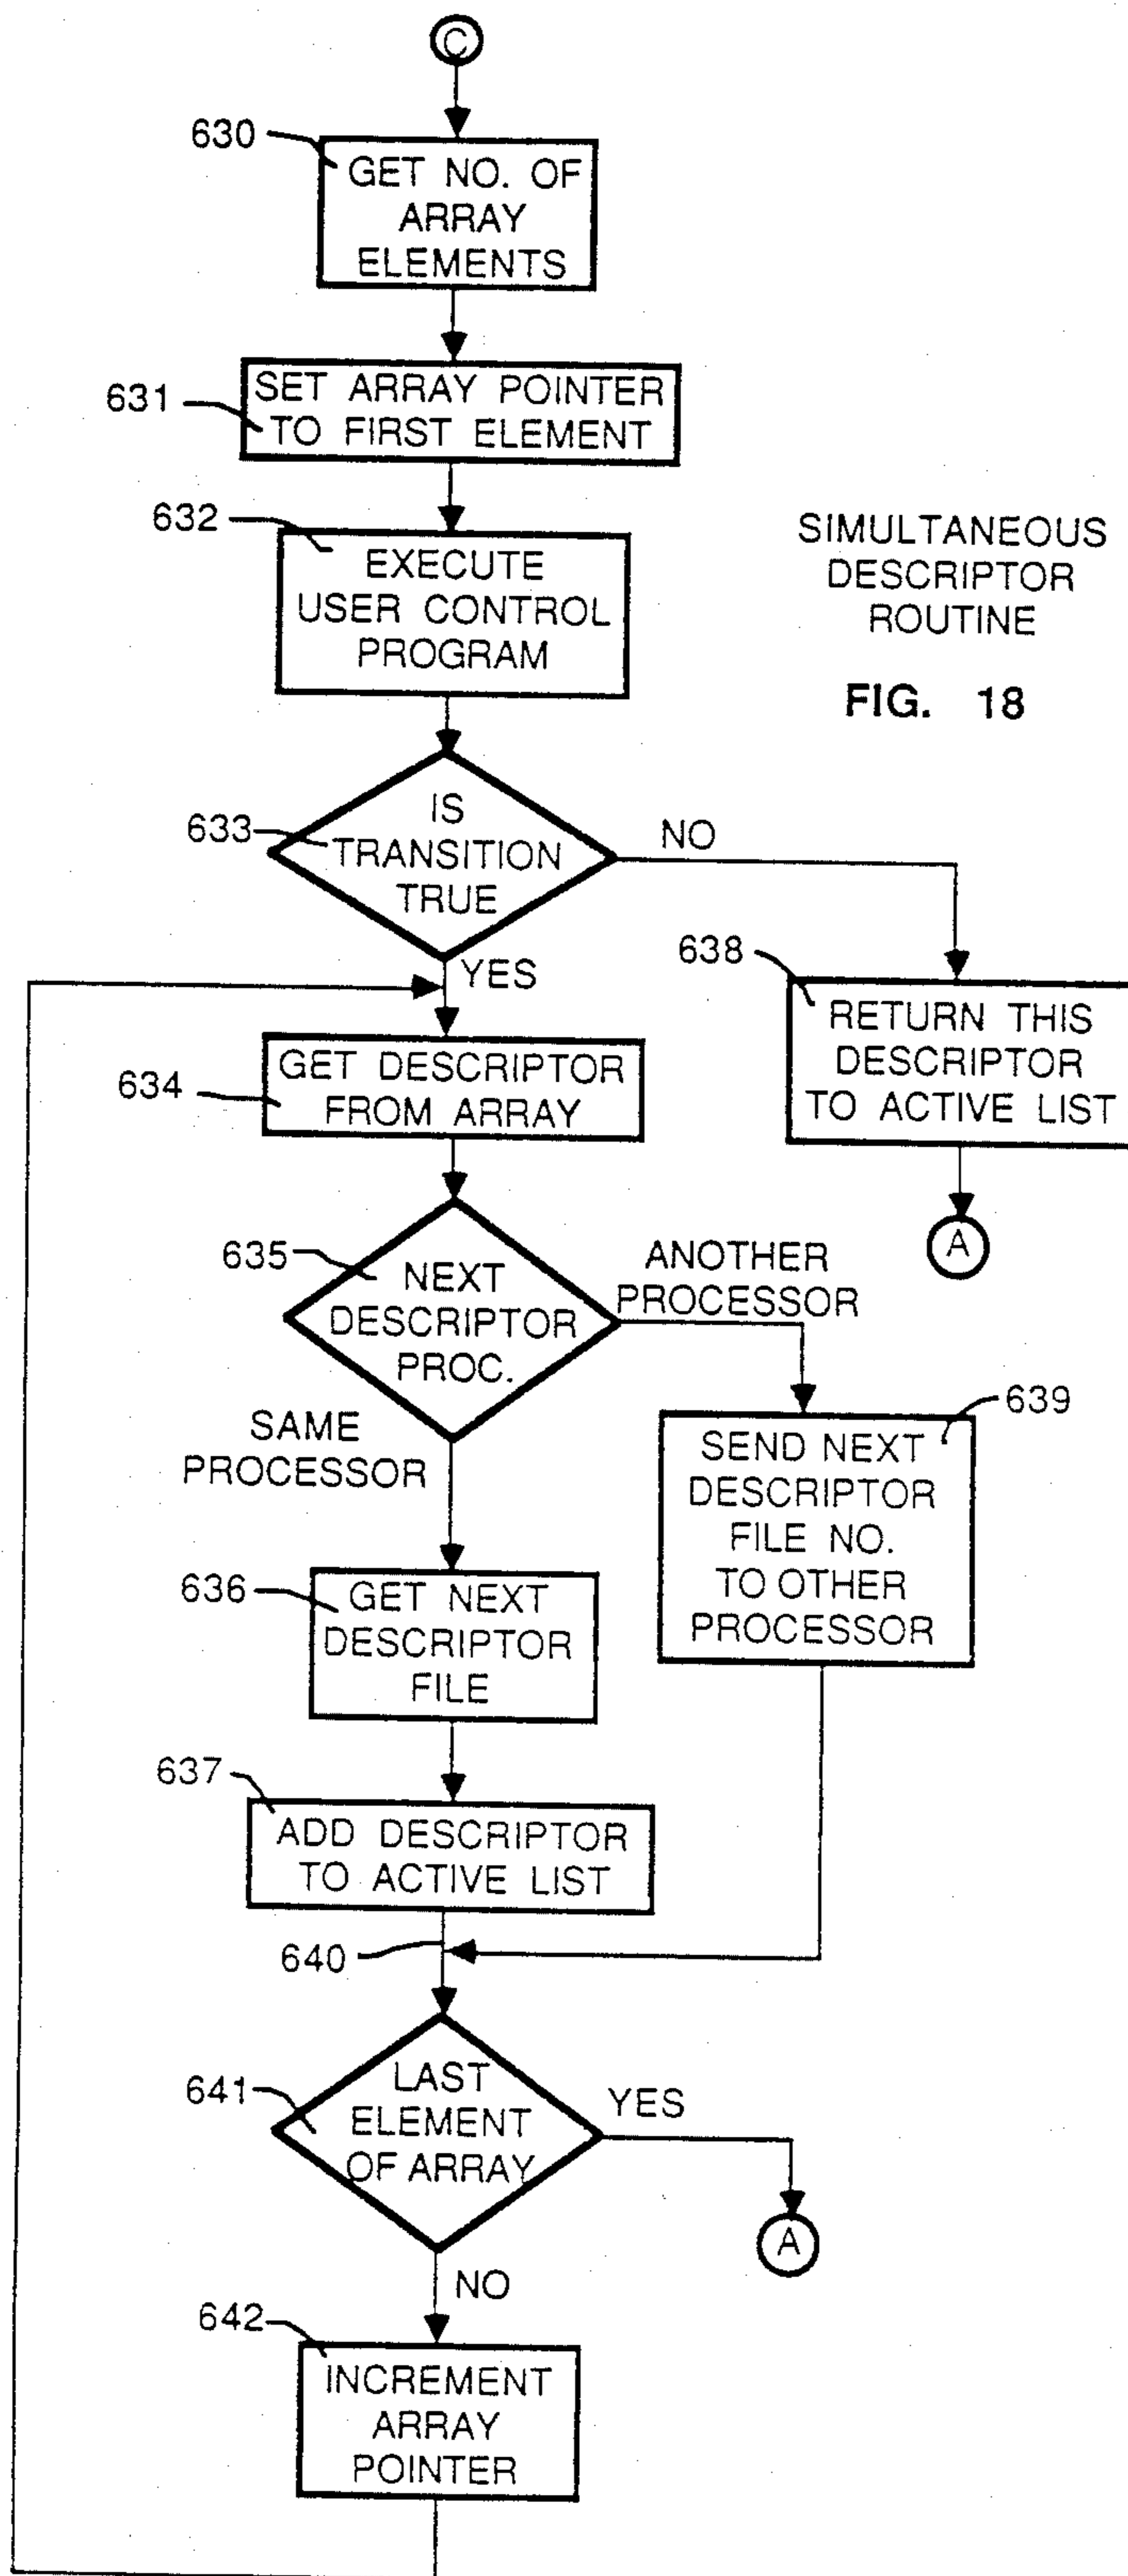 C
630
GET NO. OF
ARRAY
ELEMENTS
631
SET ARRAY POINTER
TO FIRST ELEMENT
632
EXECUTE
USER CONTROL
PROGRAM
SIMULTANEOUS
DESCRIPTOR
ROUTINE
FIG. 18
633
IS
TRANSITION
TRUE
NO
YES
638
RETURN THIS
DESCRIPTOR
TO ACTIVE LIST
A
634
GET DESCRIPTOR
FROM ARRAY
635
NEXT
DESCRIPTOR
PROC.
ANOTHER
PROCESSOR
SAME
PROCESSOR
639
SEND NEXT
DESCRIPTOR
FILE NO.
TO OTHER
PROCESSOR
636
GET NEXT
DESCRIPTOR
FILE
637
ADD DESCRIPTOR
TO ACTIVE LIST
640
641
LAST
ELEMENT
OF ARRAY
YES
A
NO
642
INCREMENT
ARRAY
POINTER